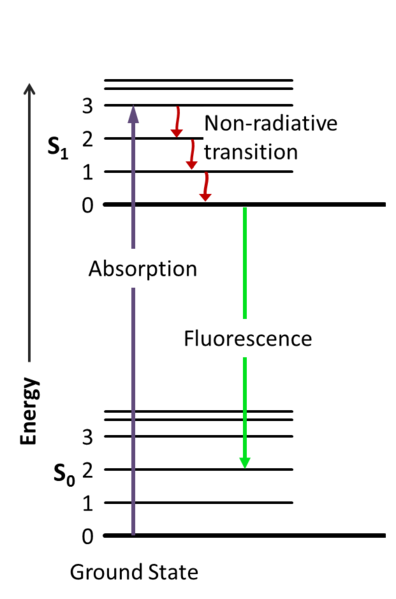 3
Non-radiative
transition
2
S1
1
0
Absorption
Fluorescence
Energy
3
S0
2
1
0
Ground State